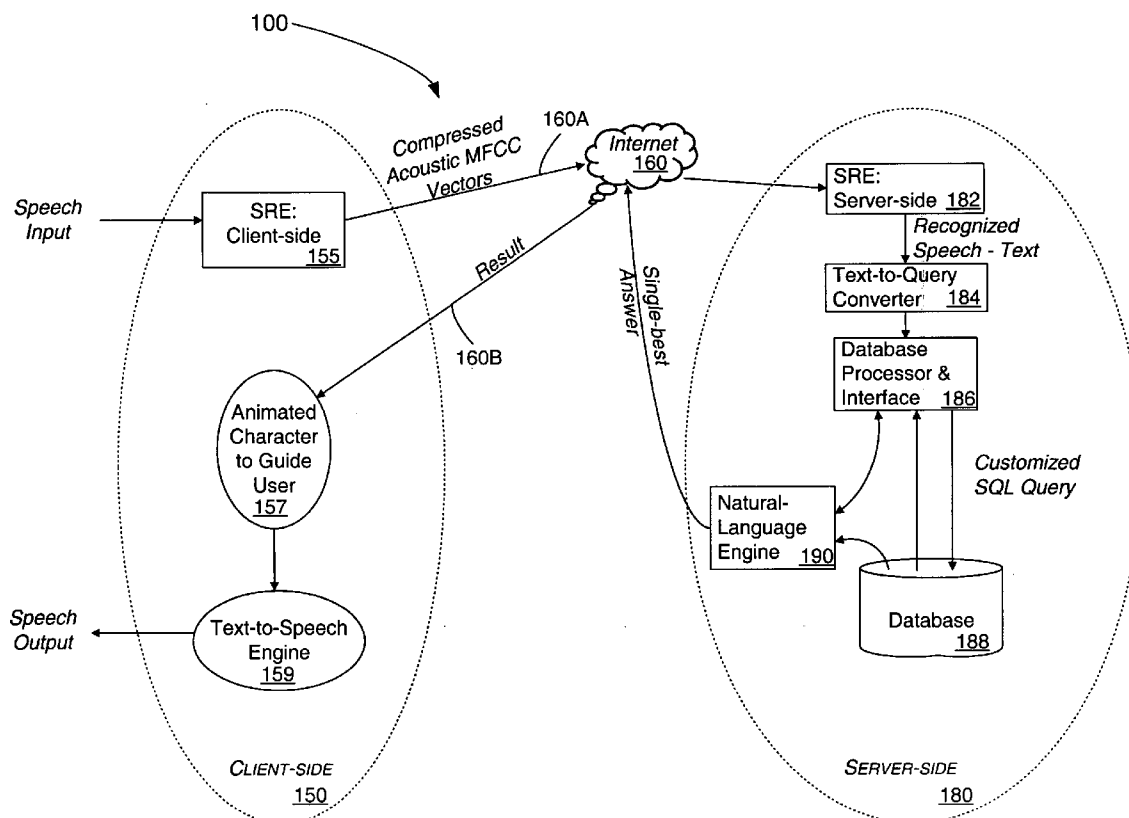 100
Compressed
Acoustic MFCC
Vectors
160A
Internet
160
Speech
Input
SRE:
Client-side
155
SRE:
Server-side 182
Recognized
Speech - Text
Text-to-Query
Converter 184
Result
160B
Single-best
Answer
Database
Processor &
Interface 186
Animated
Character
to Guide
User
157
Customized
SQL Query
Natural-
Language
Engine 190
Database
188
Speech
Output
Text-to-Speech
Engine
159
CLIENT-SIDE
150
SERVER-SIDE
180